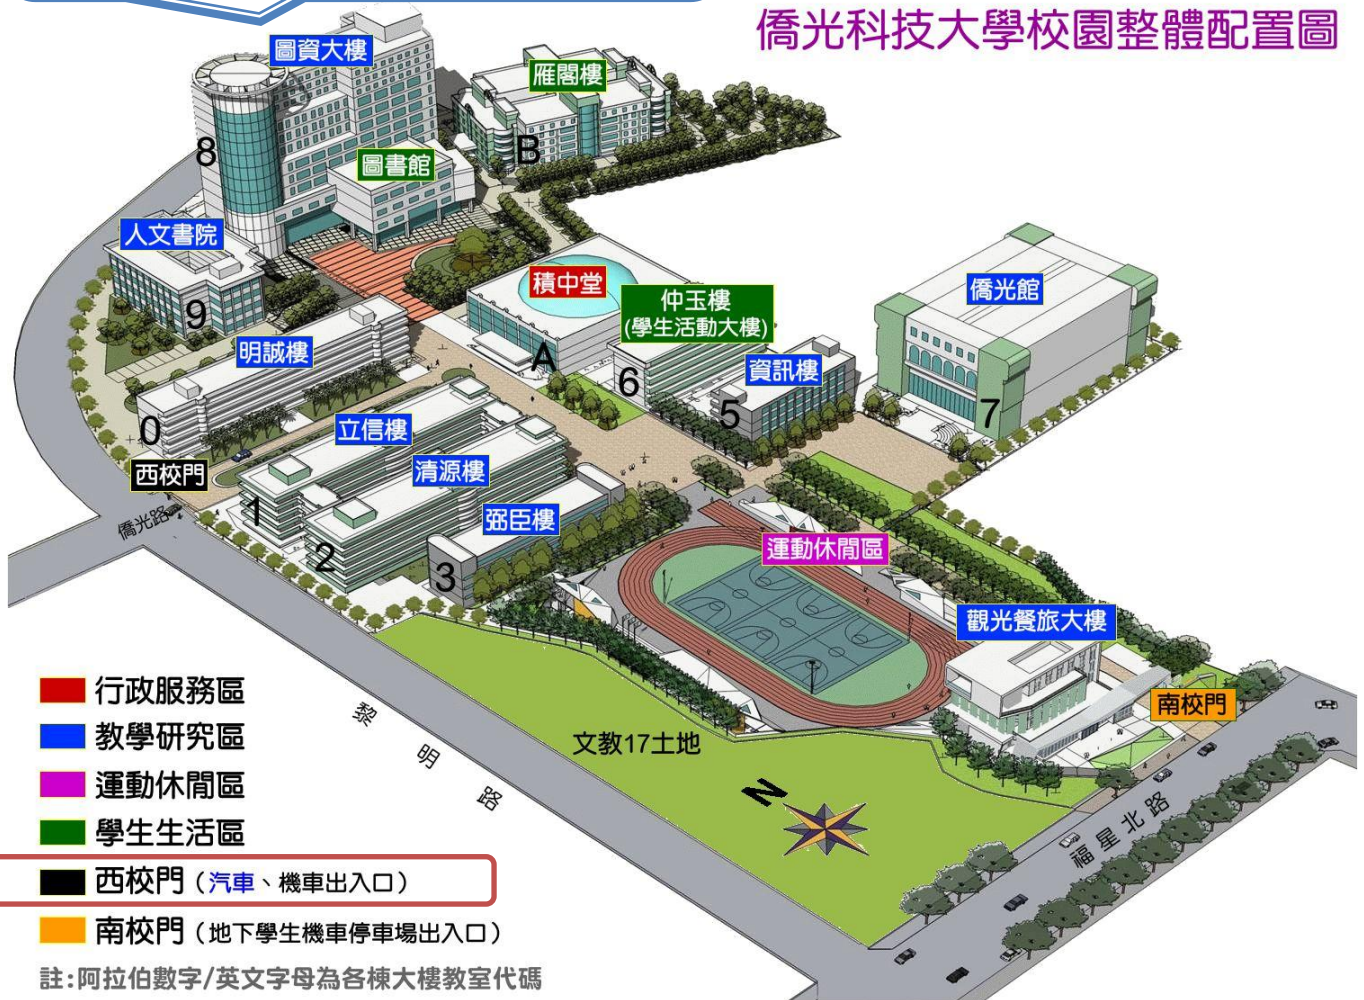 僑光科技大學校園整體配置圖
圖資大樓
雁閣樓
8
B
圖書館
人文書院
9
積中堂
A
仲玉樓
(學生活動大樓)
6
僑光館
7
資訊樓
5
明誠樓
0
西校門
立信樓
1
清源樓
2
弼臣樓
3
僑光路
運動休閒區
觀光餐旅大樓
南校門
文教17土地
N
黎明路
福星北路
行政服務區
教學研究區
運動休閒區
學生生活區
西校門(汽車、機車出入口)
南校門(地下學生機車停車場出入口)
註:阿拉伯數字/英文字母為各棟大樓教室代碼